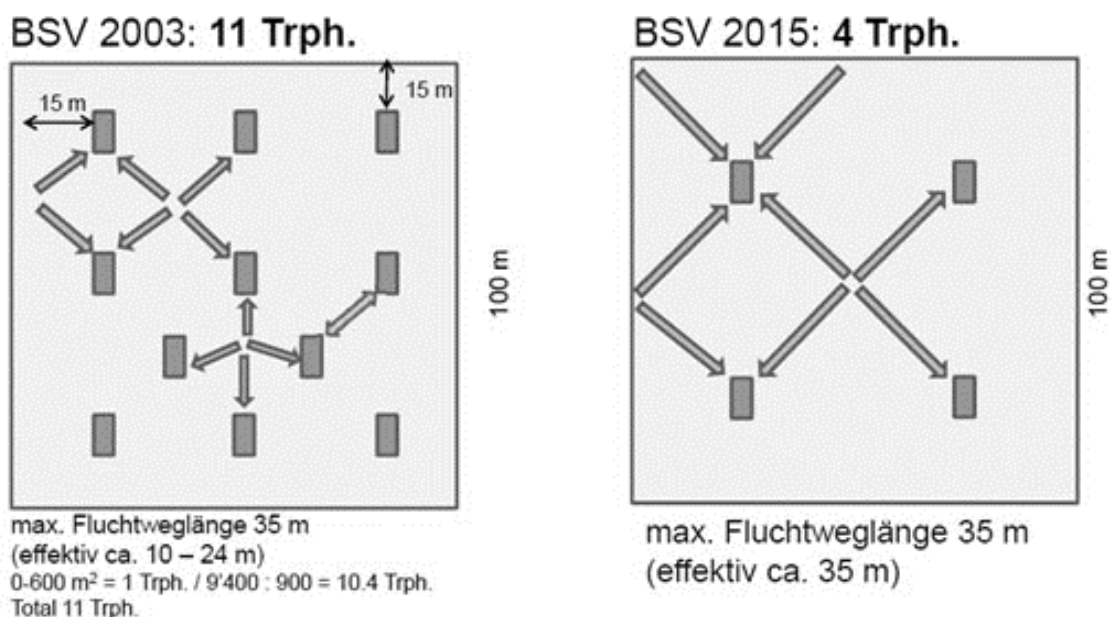 BSV 2003: 11 Trph.
15 m
15 m
100 m
max. Fluchtweglänge 35 m
(effektiv ca. 10 – 24 m)
0-600 m² = 1 Trph. / 9'400 : 900 = 10.4 Trph.
Total 11 Trph.
BSV 2015: 4 Trph.
100 m
max. Fluchtweglänge 35 m
(effektiv ca. 35 m)